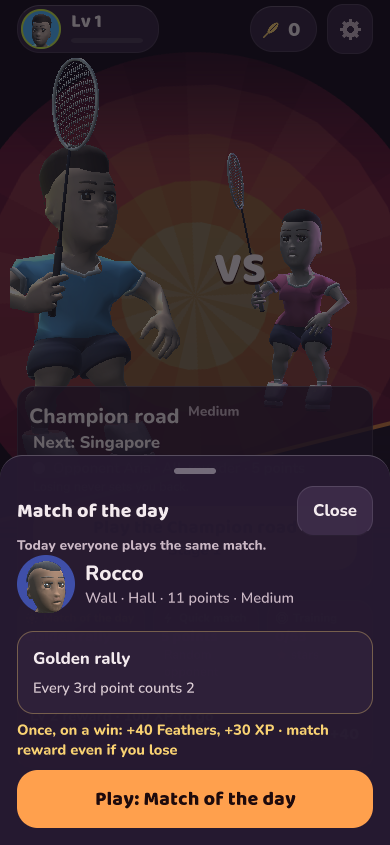 Lv 1
0
VS
Champion road Medium
Next: Singapore
Match of the day
Close
Today everyone plays the same match.
Rocco
Wall · Hall · 11 points · Medium
Golden rally
Every 3rd point counts 2
Once, on a win: +40 Feathers, +30 XP · match
reward even if you lose
Play: Match of the day